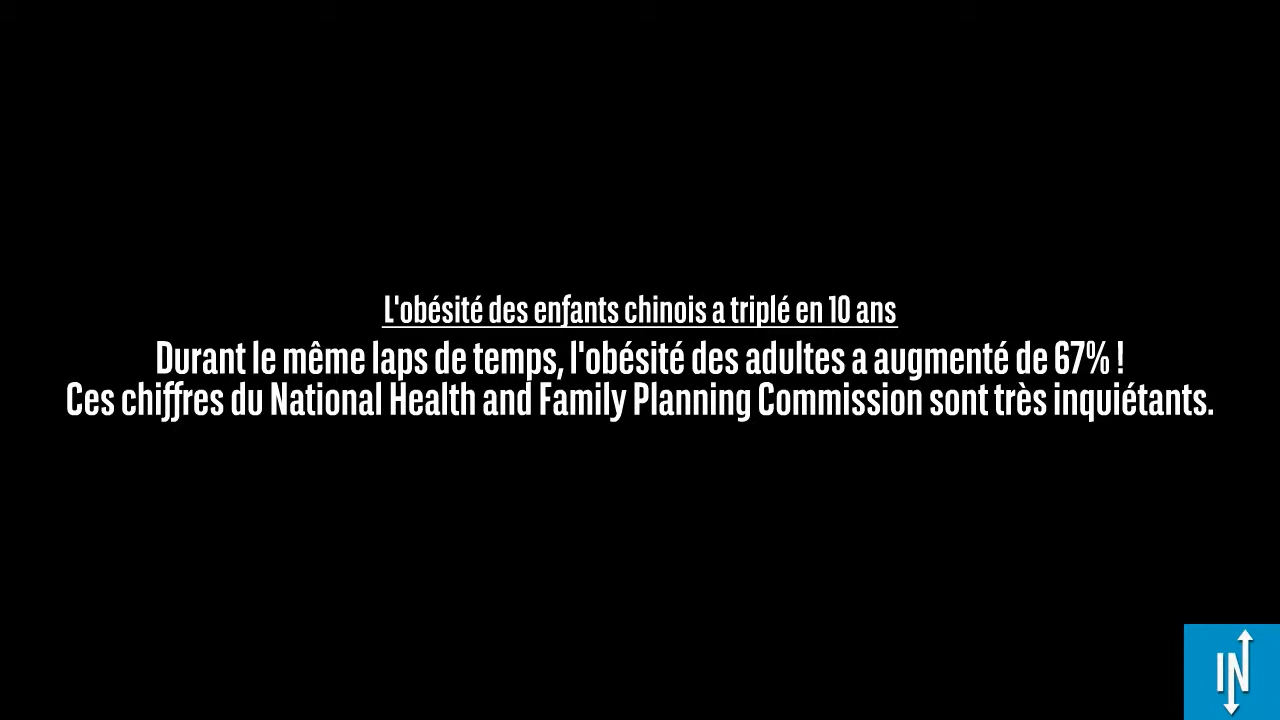 L'obésité des enfants chinois a triplé en 10 ans
Durant le même laps de temps, l'obésité des adultes a augmenté de 67% !
Ces chiffres du National Health and Family Planning Commission sont très inquiétants.
IN